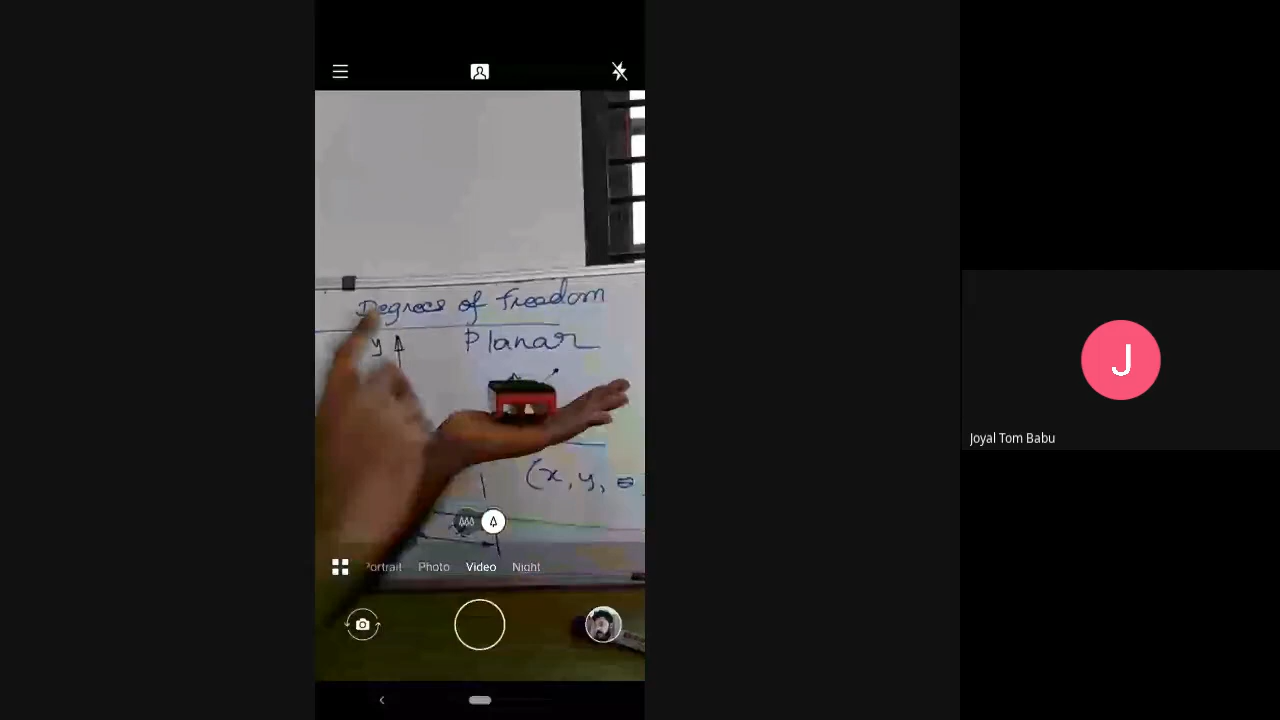 Degrees of freedom
y
Planar
(x, y, θ
Portrait Photo Video Night
J
Joyal Tom Babu